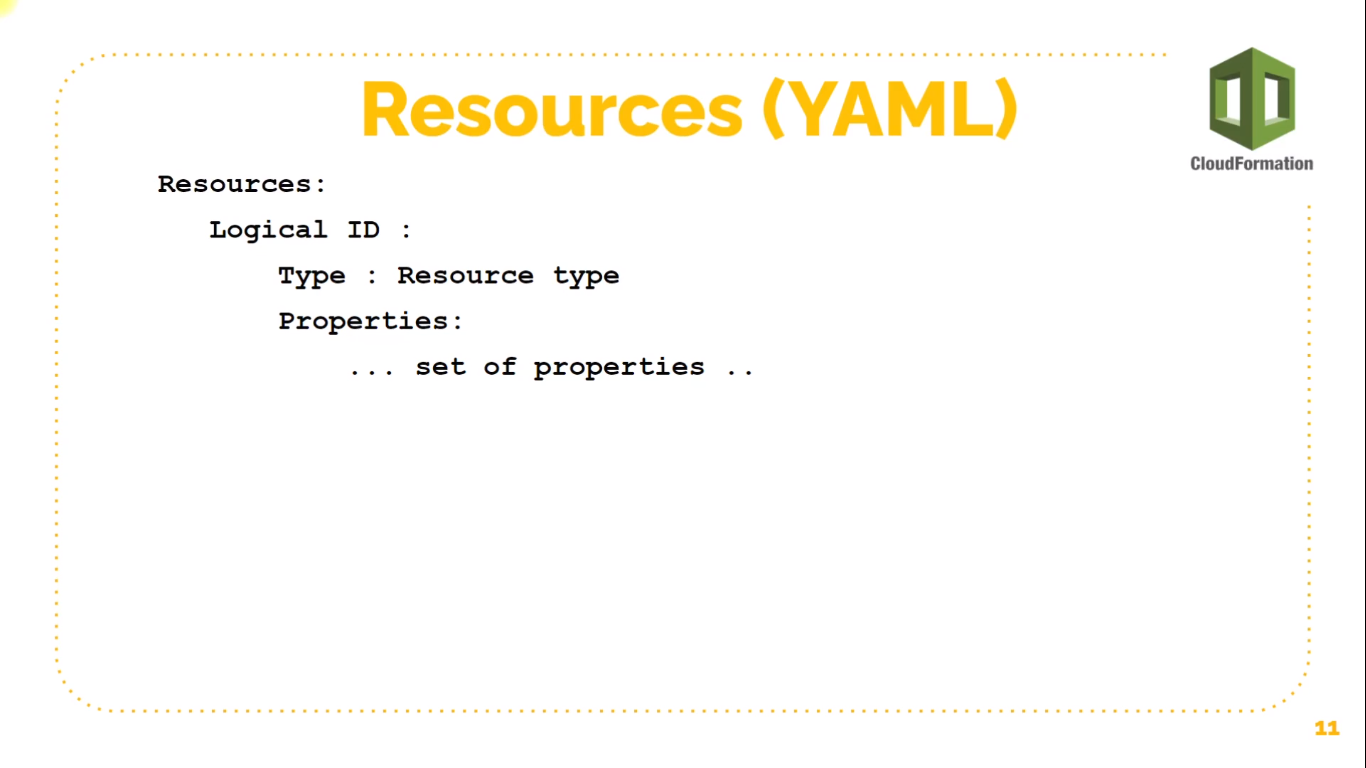 Resources (YAML)
CloudFormation
Resources:
Logical ID :
Type : Resource type
Properties:
... set of properties ..
11